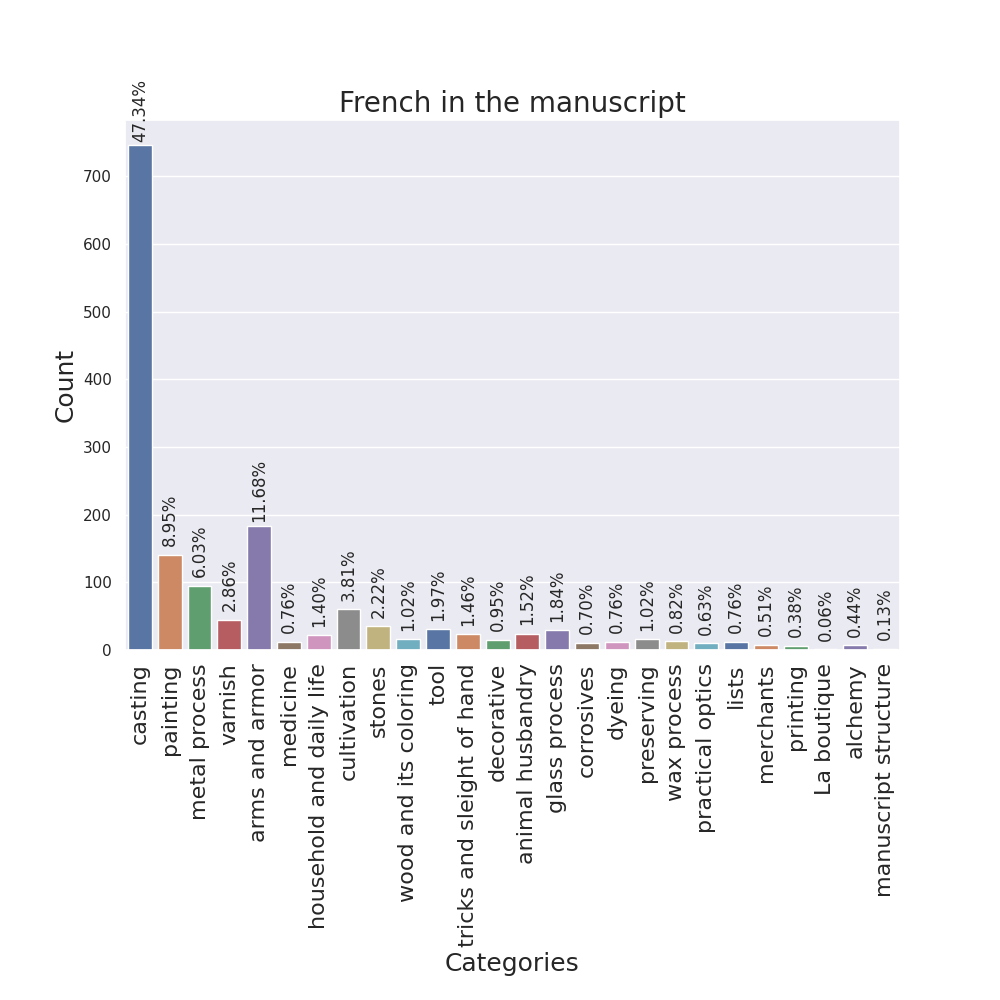 French in the manuscript
Count
700
600
500
400
300
200
100
0
47.34%
8.95%
6.03%
2.86%
11.68%
0.76%
1.40%
3.81%
2.22%
1.02%
1.97%
1.46%
0.95%
1.52%
1.84%
0.70%
0.76%
1.02%
0.82%
0.63%
0.76%
0.51%
0.38%
0.06%
0.44%
0.13%
casting
painting
metal process
varnish
arms and armor
medicine
household and daily life
cultivation
stones
wood and its coloring
tool
tricks and sleight of hand
decorative
animal husbandry
glass process
corrosives
dyeing
preserving
wax process
practical optics
lists
merchants
printing
La boutique
alchemy
manuscript structure
Categories